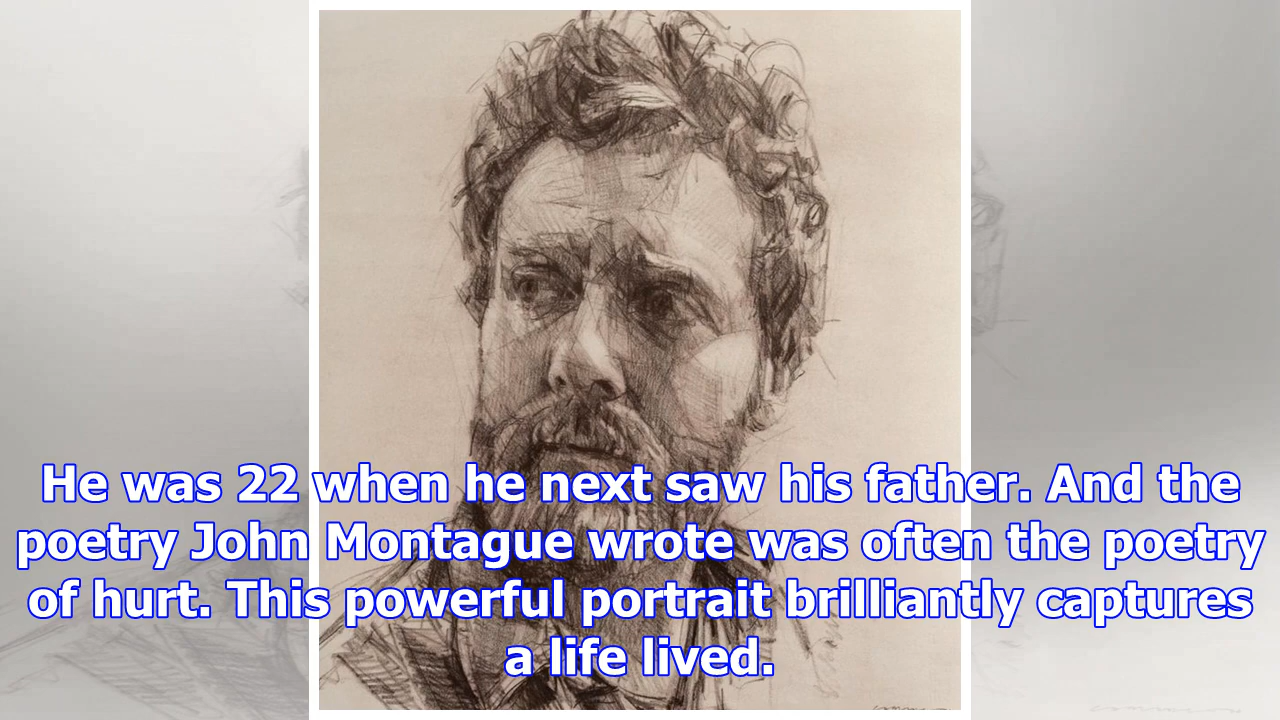 He was 22 when he next saw his father. And the
poetry John Montague wrote was often the poetry
of hurt. This powerful portrait brilliantly captures
a life lived.